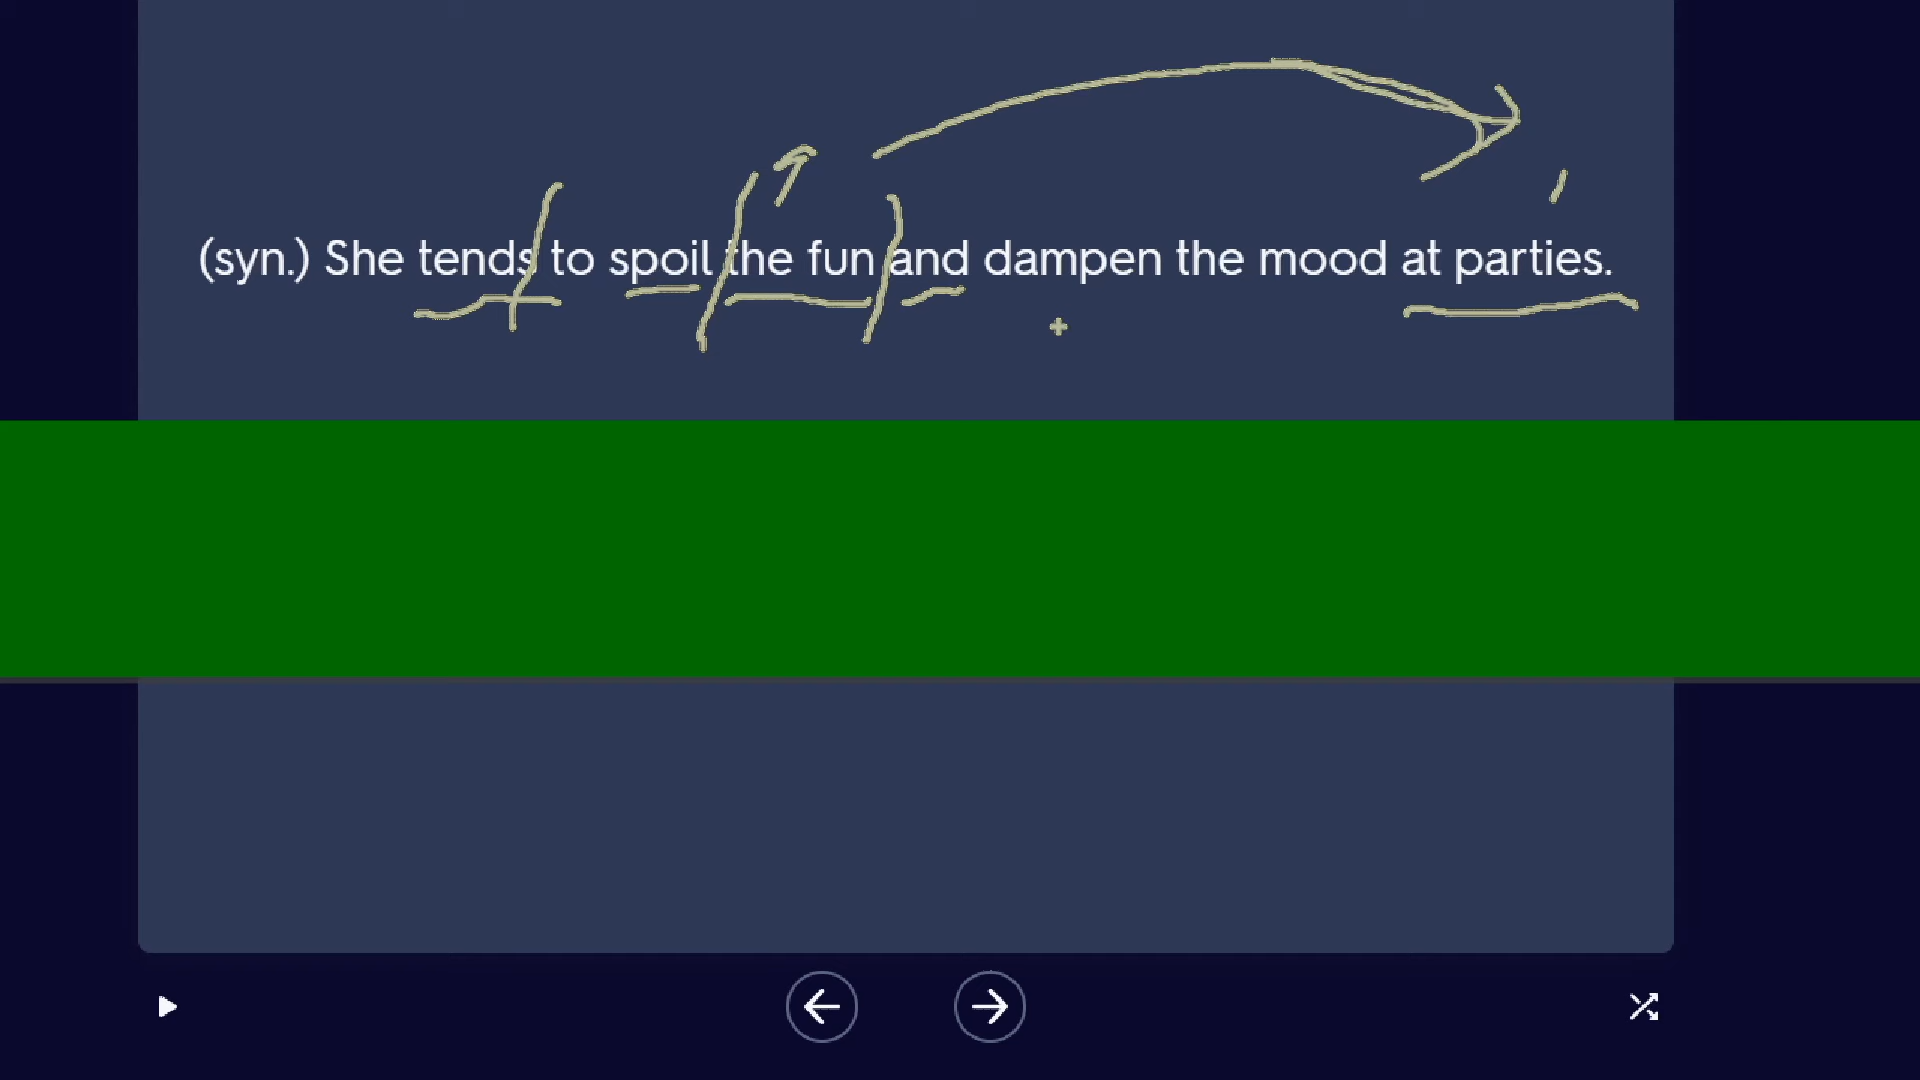 (syn.) She tends to spoil the fun and dampen the mood at parties.